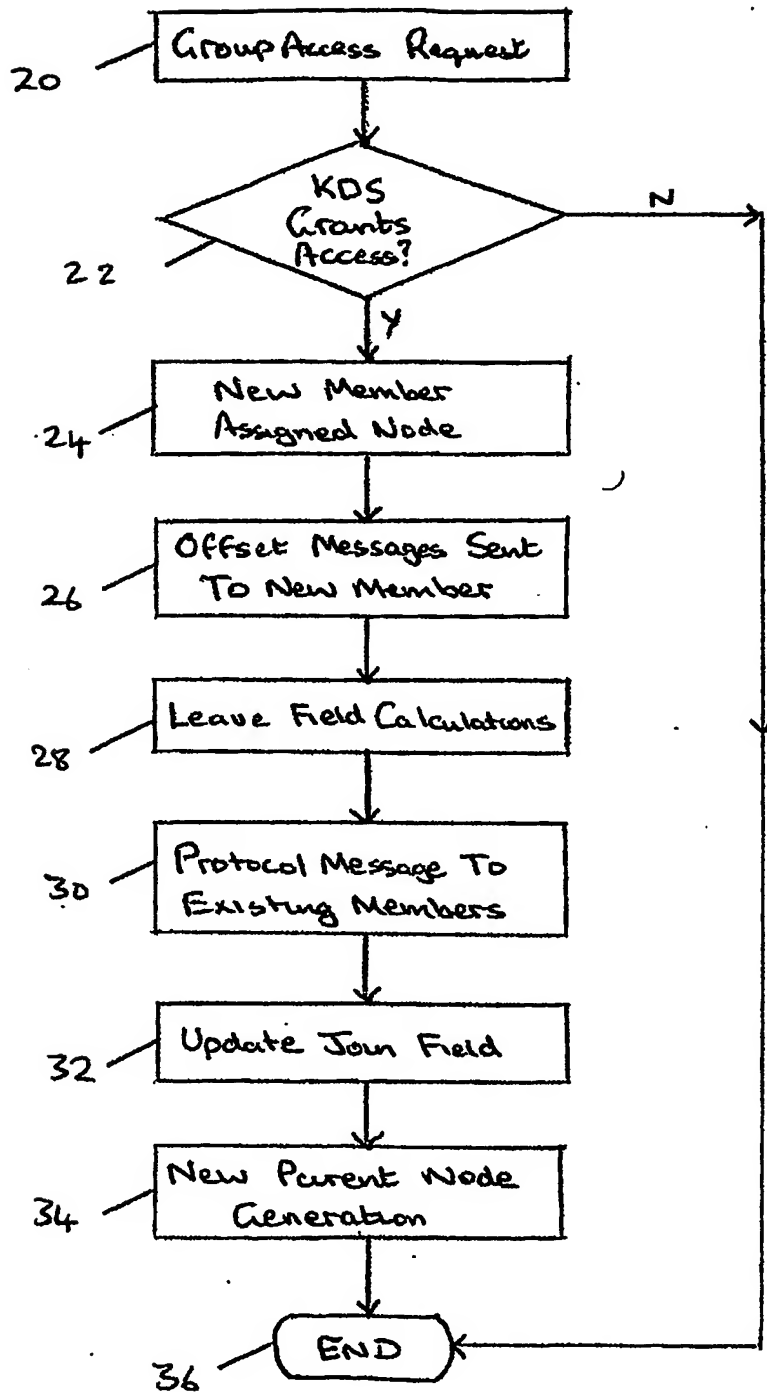 Group Access Request
20
KDS
Grants
Access?
N
22
Y
New Member
Assigned Node
24
Offset Messages Sent
To New Member
26
Leave Field Calculations
28
Protocol Message To
Existing Members
30
Update Join Field
32
New Parent Node
Generation
34
END
36